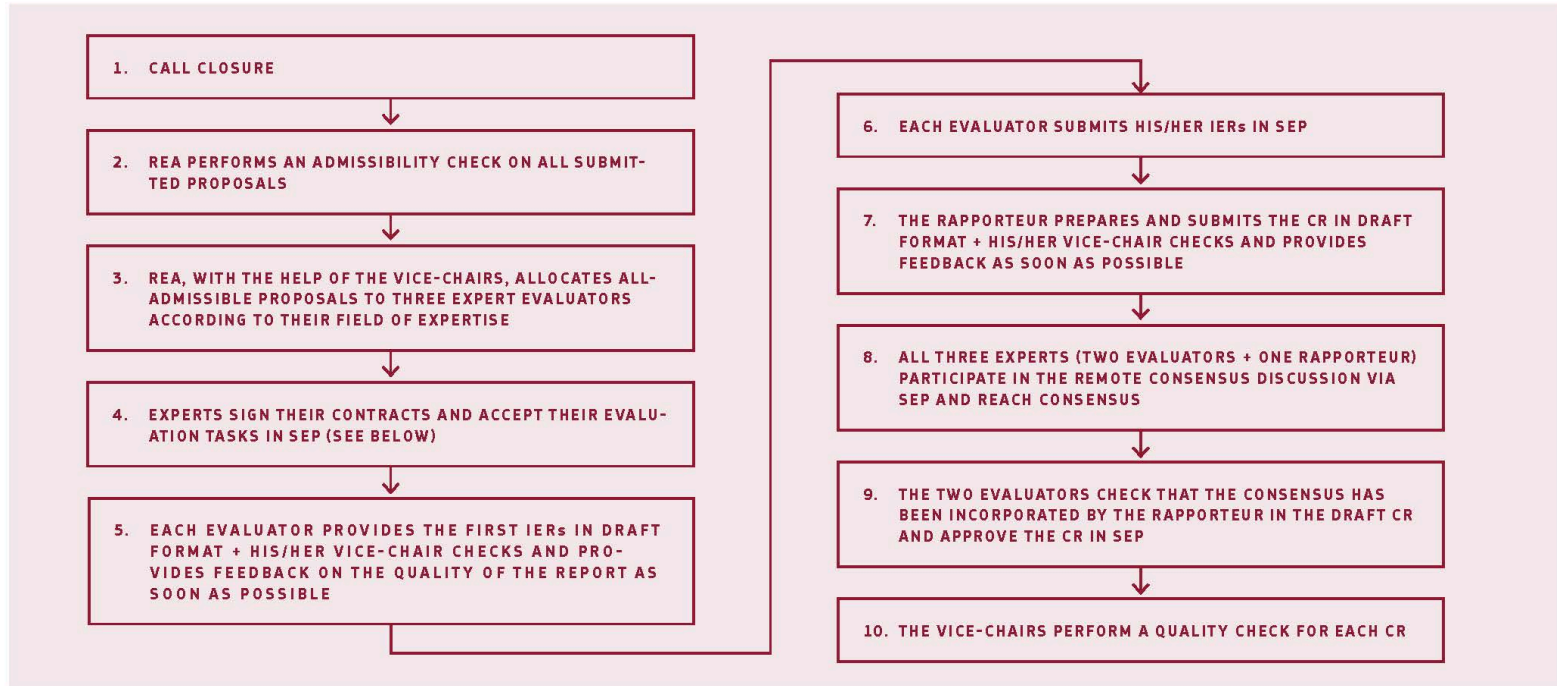 1. CALL CLOSURE
2. REA PERFORMS AN ADMISSIBILITY CHECK ON ALL SUBMIT-
TED PROPOSALS
3. REA, WITH THE HELP OF THE VICE-CHAIRS, ALLOCATES ALL-
ADMISSIBLE PROPOSALS TO THREE EXPERT EVALUATORS
ACCORDING TO THEIR FIELD OF EXPERTISE
4. EXPERTS SIGN THEIR CONTRACTS AND ACCEPT THEIR EVALU-
ATION TASKS IN SEP (SEE BELOW)
5. EACH EVALUATOR PROVIDES THE FIRST IERs IN DRAFT
FORMAT + HIS/HER VICE-CHAIR CHECKS AND PRO-
VIDES FEEDBACK ON THE QUALITY OF THE REPORT AS
SOON AS POSSIBLE
6. EACH EVALUATOR SUBMITS HIS/HER IERs IN SEP
7. THE RAPPORTEUR PREPARES AND SUBMITS THE CR IN DRAFT
FORMAT + HIS/HER VICE-CHAIR CHECKS AND PROVIDES
FEEDBACK AS SOON AS POSSIBLE
8. ALL THREE EXPERTS (TWO EVALUATORS + ONE RAPPORTEUR)
PARTICIPATE IN THE REMOTE CONSENSUS DISCUSSION VIA
SEP AND REACH CONSENSUS
9. THE TWO EVALUATORS CHECK THAT THE CONSENSUS HAS
BEEN INCORPORATED BY THE RAPPORTEUR IN THE DRAFT CR
AND APPROVE THE CR IN SEP
10. THE VICE-CHAIRS PERFORM A QUALITY CHECK FOR EACH CR